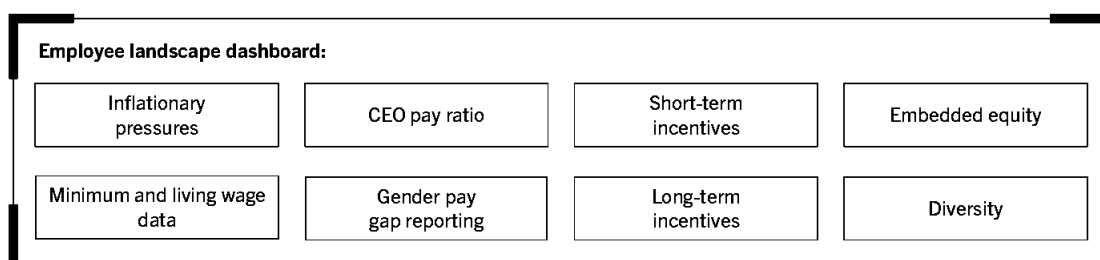 Employee landscape dashboard:
Inflationary
pressures
CEO pay ratio
Short-term
incentives
Embedded equity
Minimum and living wage
data
Gender pay
gap reporting
Long-term
incentives
Diversity